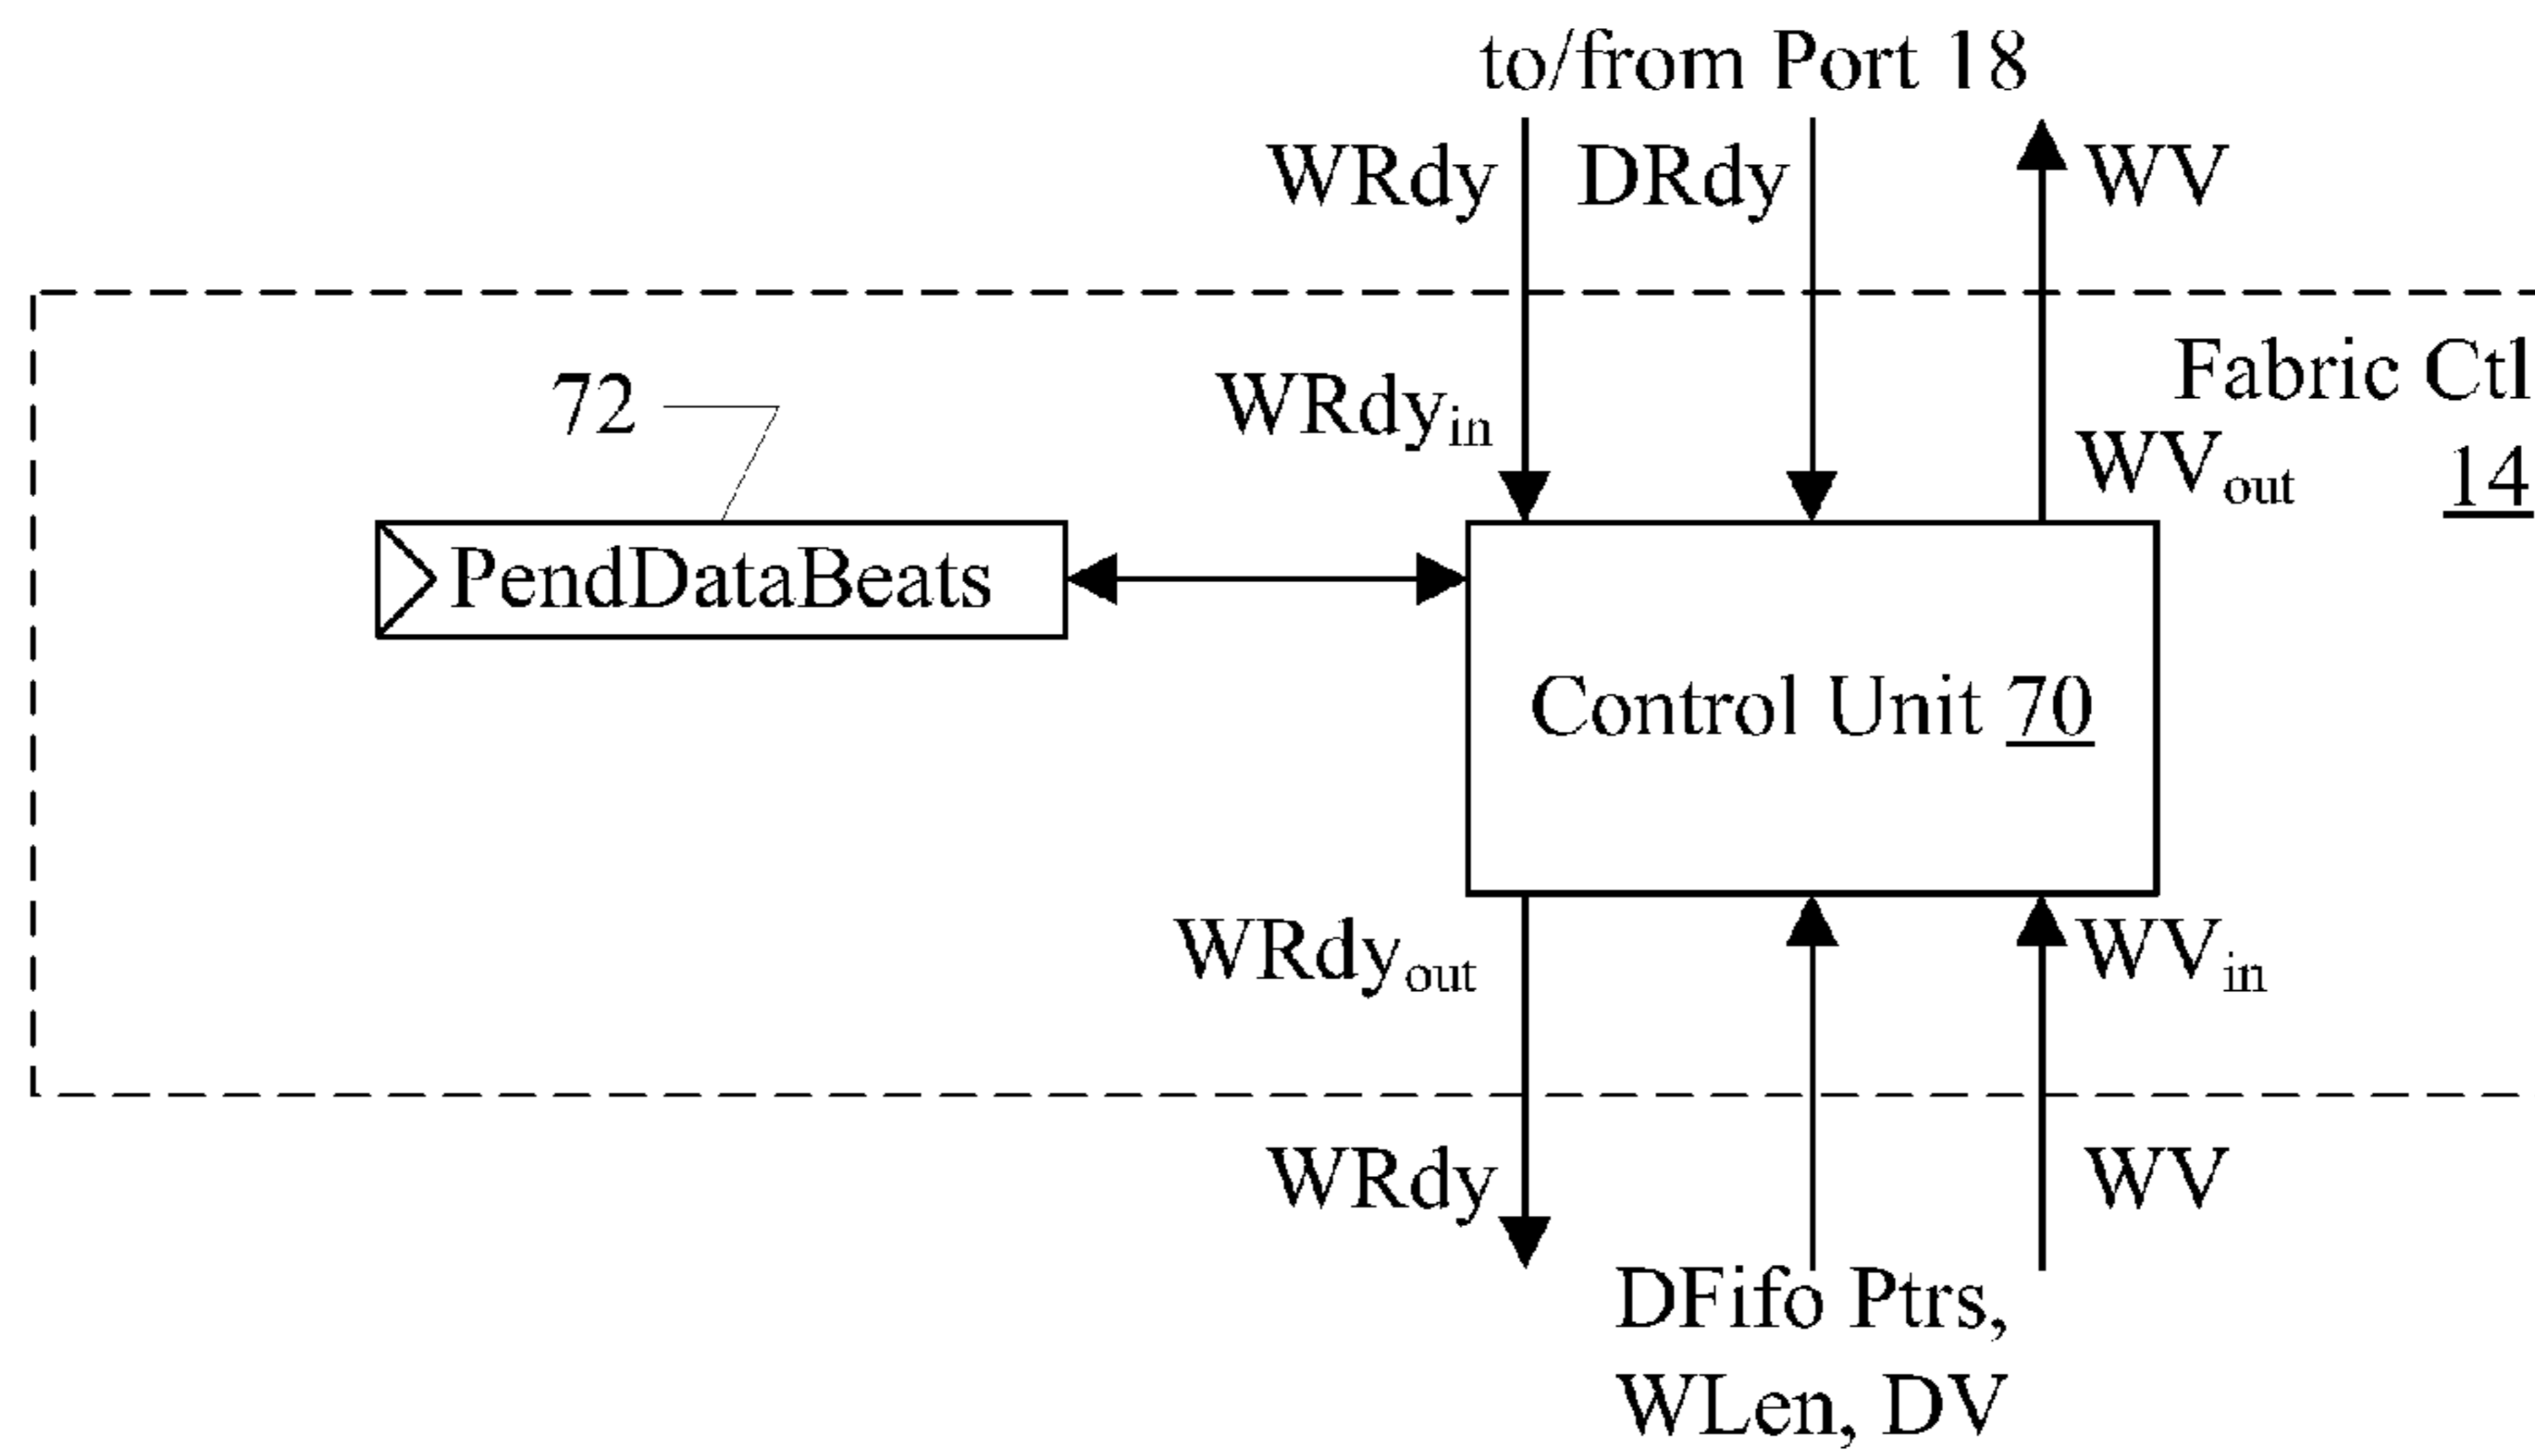 to/from Port 18
WRdy DRdy WV
Fabric Ctl
72 WRdyin WVout 14
PendDataBeats
Control Unit 70
WRdyout WVin
WRdy WV
DFifo Ptrs,
WLen, DV